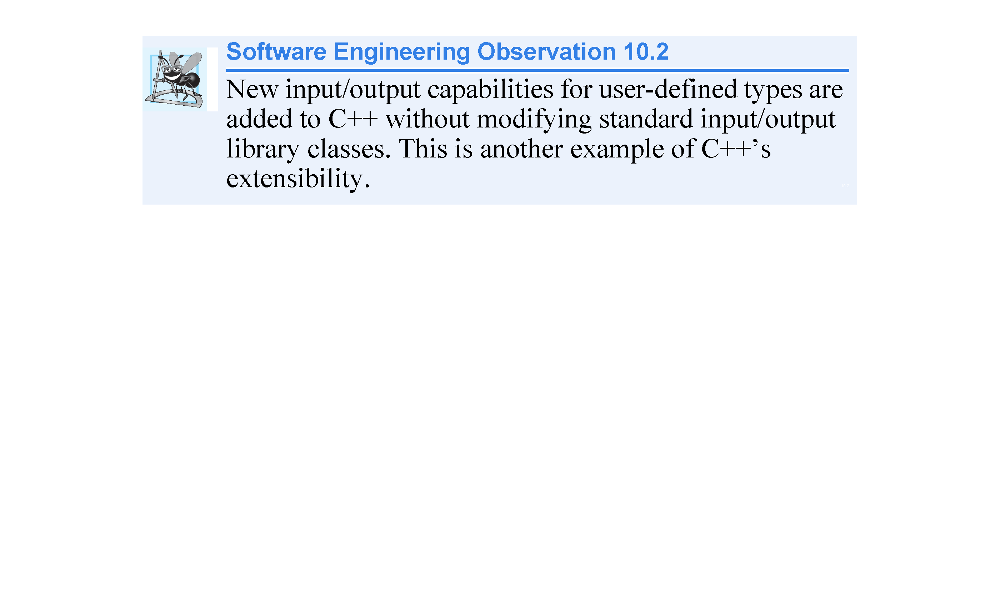 Software Engineering Observation 10.2
New input/output capabilities for user-defined types are
added to C++ without modifying standard input/output
library classes. This is another example of C++’s
extensibility.
10.2